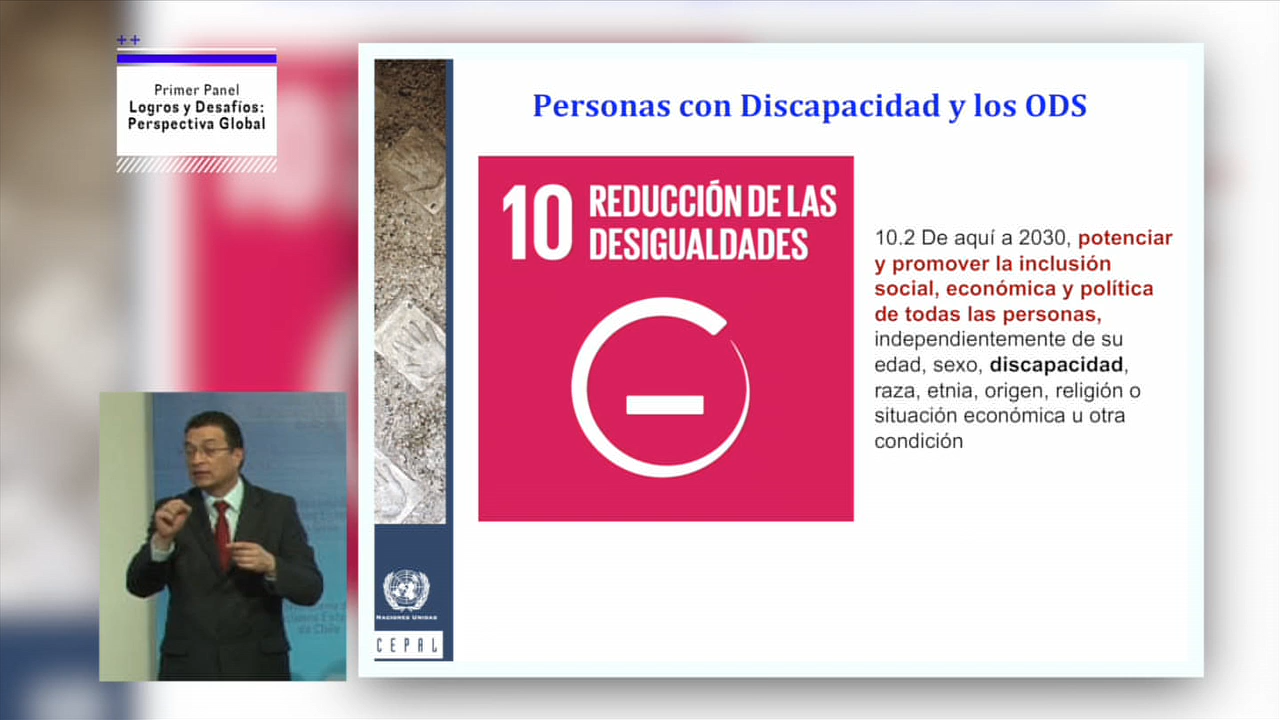 ++
Primer Panel
Logros y Desafíos:
Perspectiva Global
Personas con Discapacidad y los ODS
10 REDUCCIÓN DE LAS
DESIGUALDADES
10.2 De aquí a 2030, potenciar
y promover la inclusión
social, económica y política
de todas las personas,
independientemente de su
edad, sexo, discapacidad,
raza, etnia, origen, religión o
situación económica u otra
condición
NACIONES UNIDAS
CEPAL
de Chile